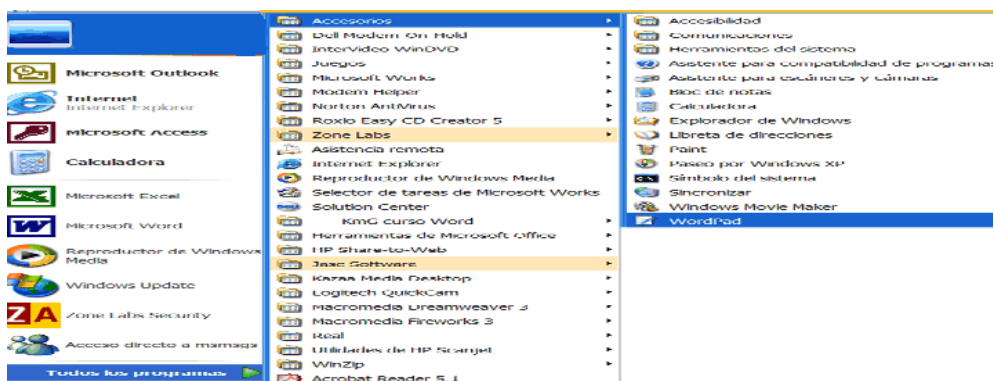 Microsoft Outlook
Internet
Internet Explorer
Microsoft Access
Calculadora
Microsoft Excel
Microsoft Word
Reproductor de Windows
Media
Windows Update
ZA
Zone Labs Security
Acceso directo a
Todos los programas
Accesorios
Dell Modem On Hold
InterVideo WinDVD
Juegos
Microsoft Works
Modem Helper
Norton AntiVirus
Roxio Easy CD Creator 5
Zone Labs
Asistencia remota
Internet Explorer
Reproductor de Windows Media
Selector de tareas de Microsoft Works
Solution Center
KmG curso Word
Herramientas de Microsoft Office
HP Share-to-Web
Jasc Software
Kazaa Media Desktop
Logitech QuickCam
Macromedia Dreamweaver 3
Macromedia Fireworks 3
Real
Utilidades de HP Scanjet
WinZip
Acrobat Reader 5.1
Accesibilidad
Comunicaciones
Herramientas del sistema
Asistente para compatibilidad de programas
Asistente para escáneres y cámaras
Bloc de notas
Calculadora
Explorador de Windows
Libreta de direcciones
Paint
Paseo por Windows XP
Símbolo del sistema
Sincronizar
Windows Movie Maker
WordPad